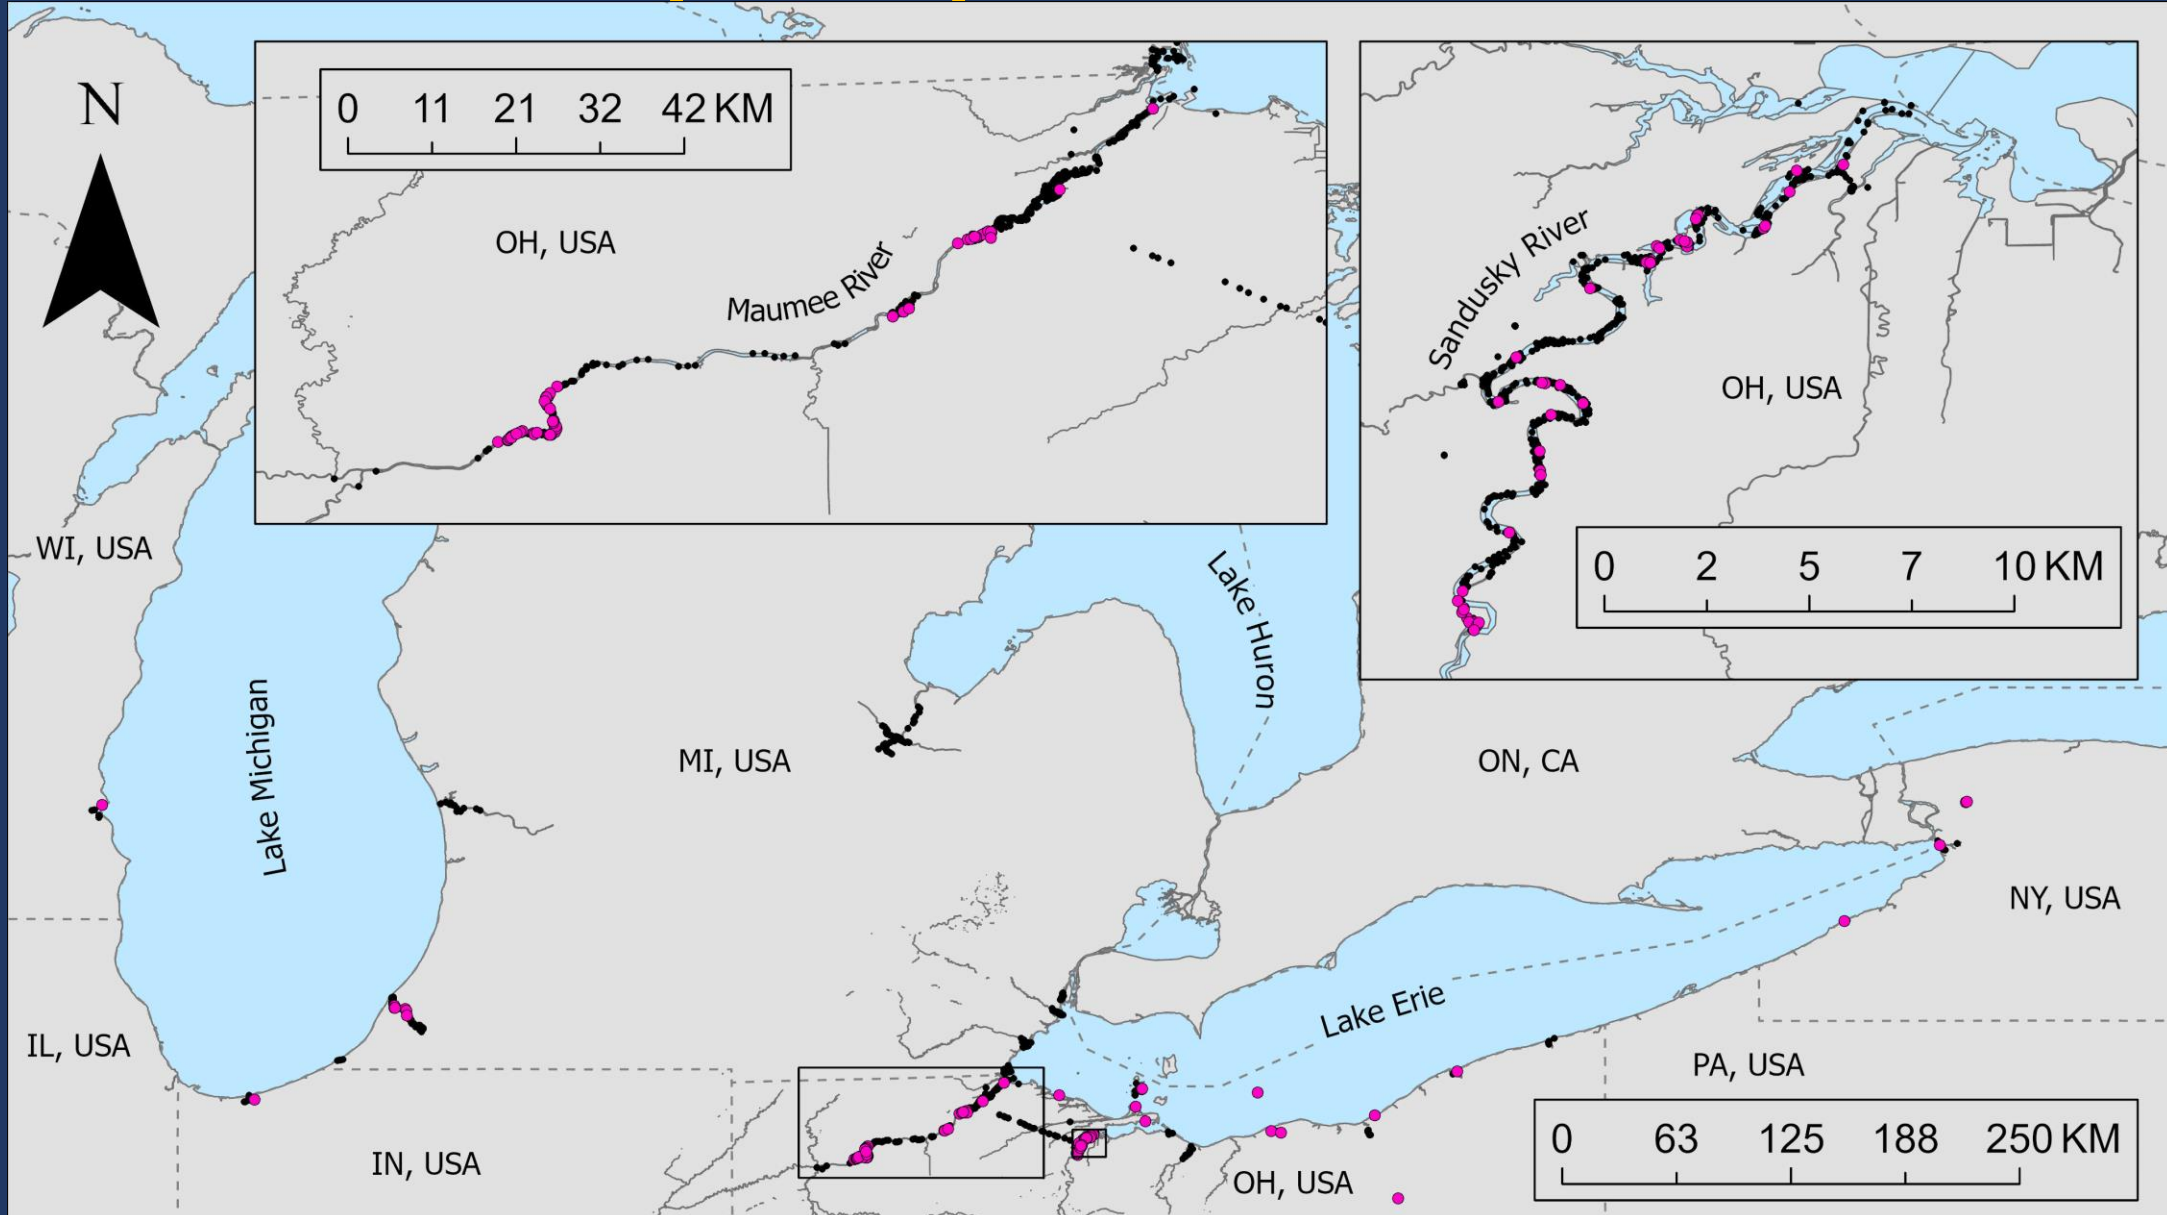 N
0 11 21 32 42 KM
OH, USA
Maumee River
Sandusky River
OH, USA
0 2 5 7 10 KM
WI, USA
Lake Huron
Lake Michigan
MI, USA
ON, CA
NY, USA
Lake Erie
IL, USA
PA, USA
IN, USA
OH, USA
0 63 125 188 250 KM